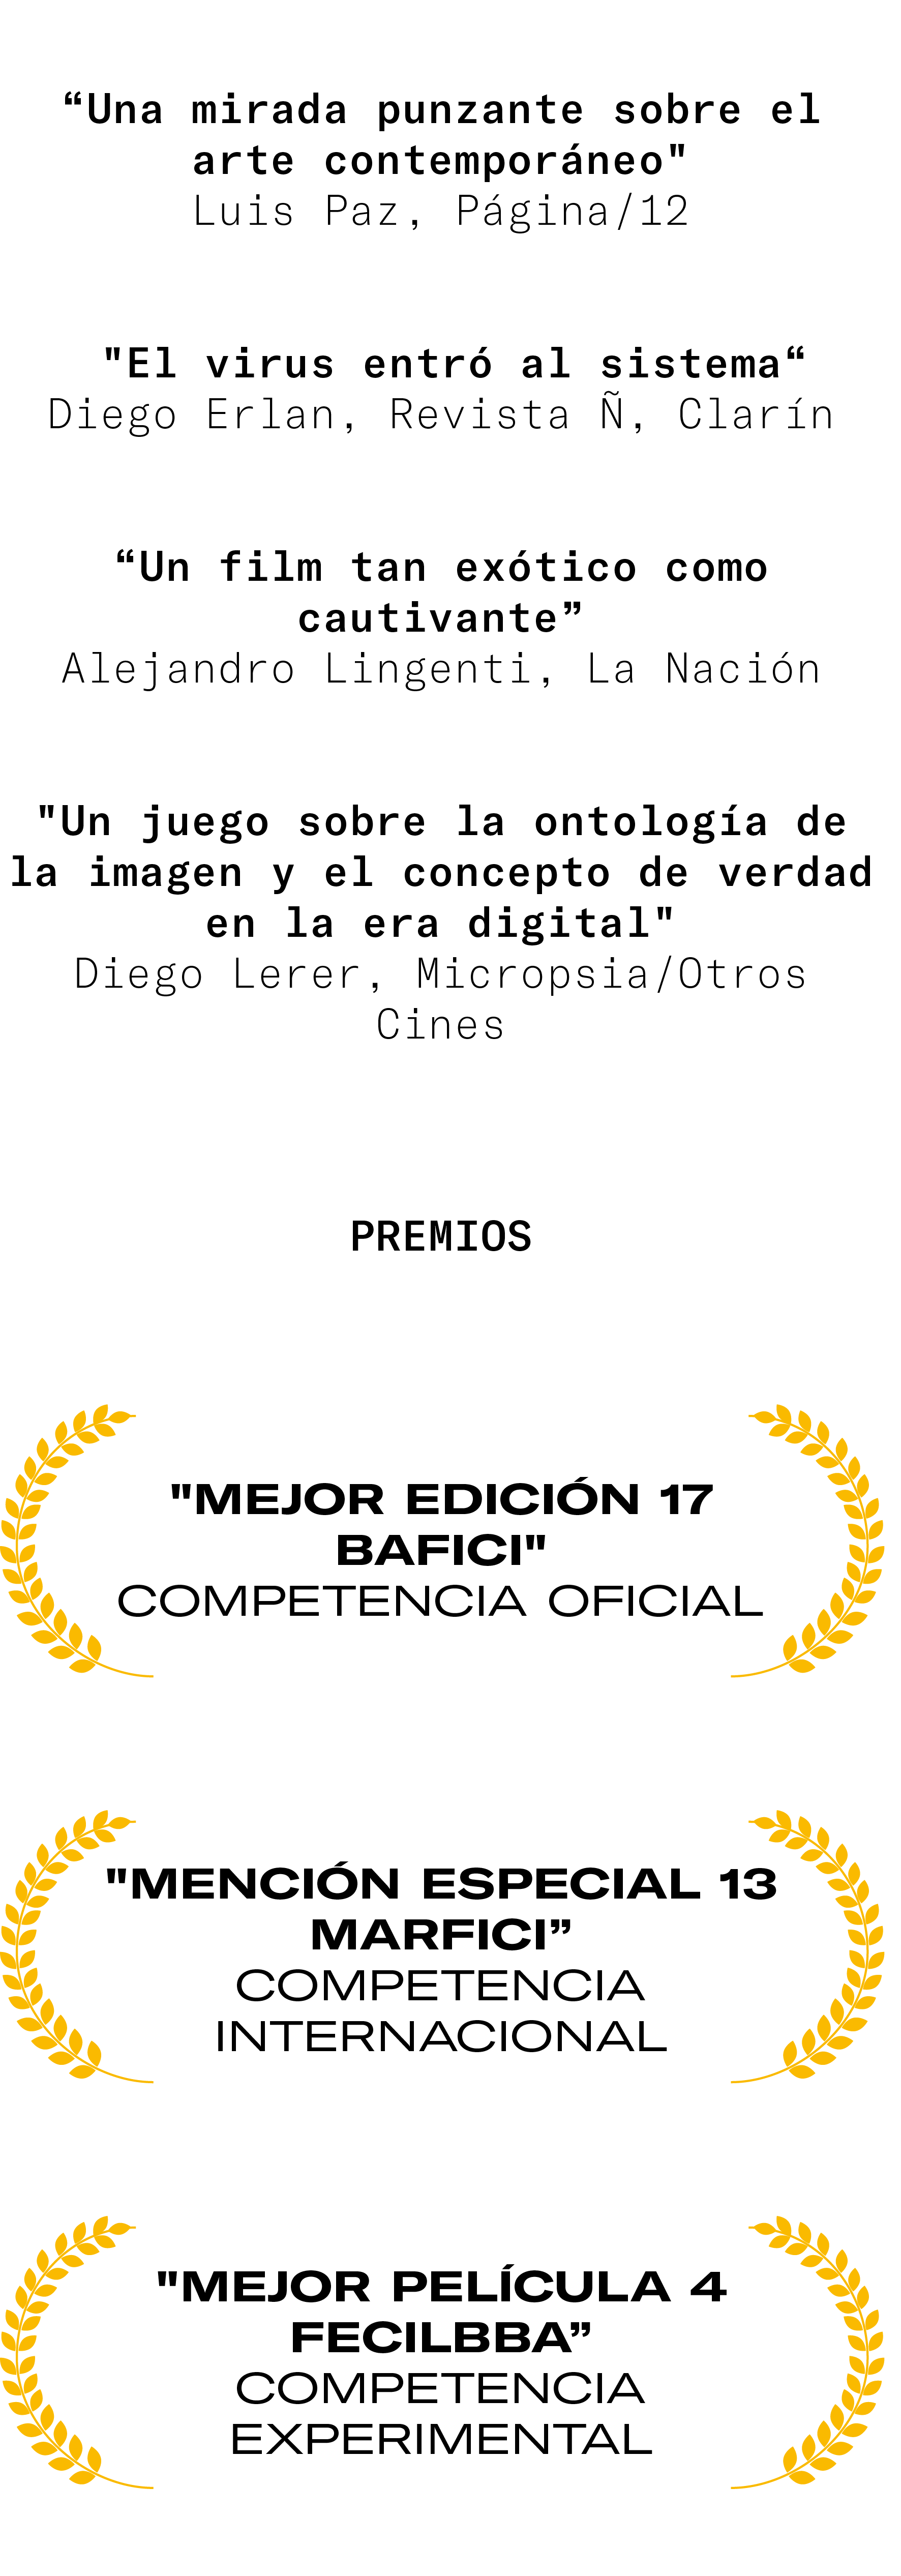 “Una mirada punzante sobre el
arte contemporáneo"
Luis Paz, Página/12
"El virus entró al sistema“
Diego Erlan, Revista Ñ, Clarín
“Un film tan exótico como
cautivante”
Alejandro Lingenti, La Nación
"Un juego sobre la ontología de
la imagen y el concepto de verdad
en la era digital"
Diego Lerer, Micropsia/Otros
Cines
PREMIOS
"MEJOR EDICIÓN 17
BAFICI"
COMPETENCIA OFICIAL
"MENCIÓN ESPECIAL 13
MARFICI”
COMPETENCIA
INTERNACIONAL
"MEJOR PELÍCULA 4
FECILBBA”
COMPETENCIA
EXPERIMENTAL